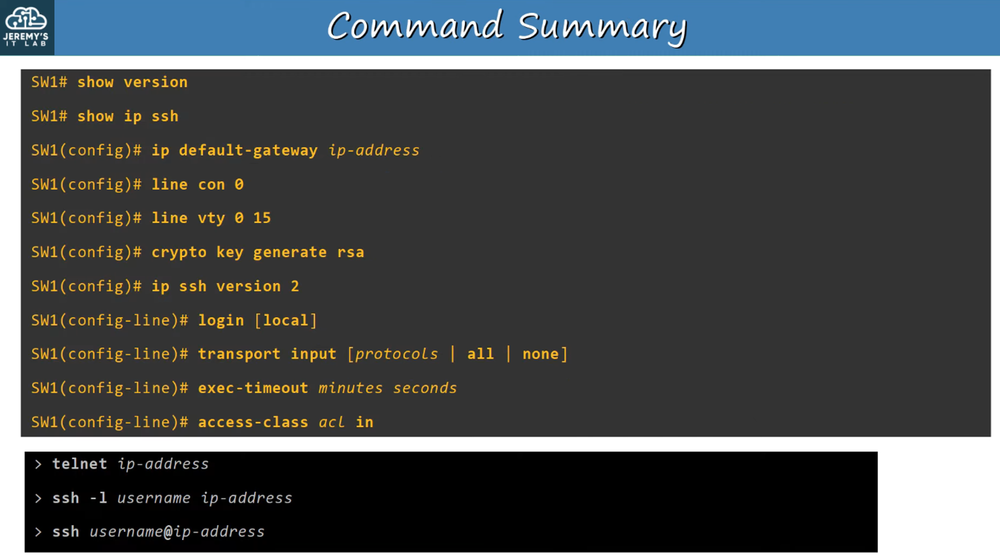 JEREMY'S
IT LAB
Command Summary
SW1# show version
SW1# show ip ssh
SW1(config)# ip default-gateway ip-address
SW1(config)# line con 0
SW1(config)# line vty 0 15
SW1(config)# crypto key generate rsa
SW1(config)# ip ssh version 2
SW1(config-line)# login [local]
SW1(config-line)# transport input [protocols | all | none]
SW1(config-line)# exec-timeout minutes seconds
SW1(config-line)# access-class acl in
> telnet ip-address
> ssh -l username ip-address
> ssh username@ip-address